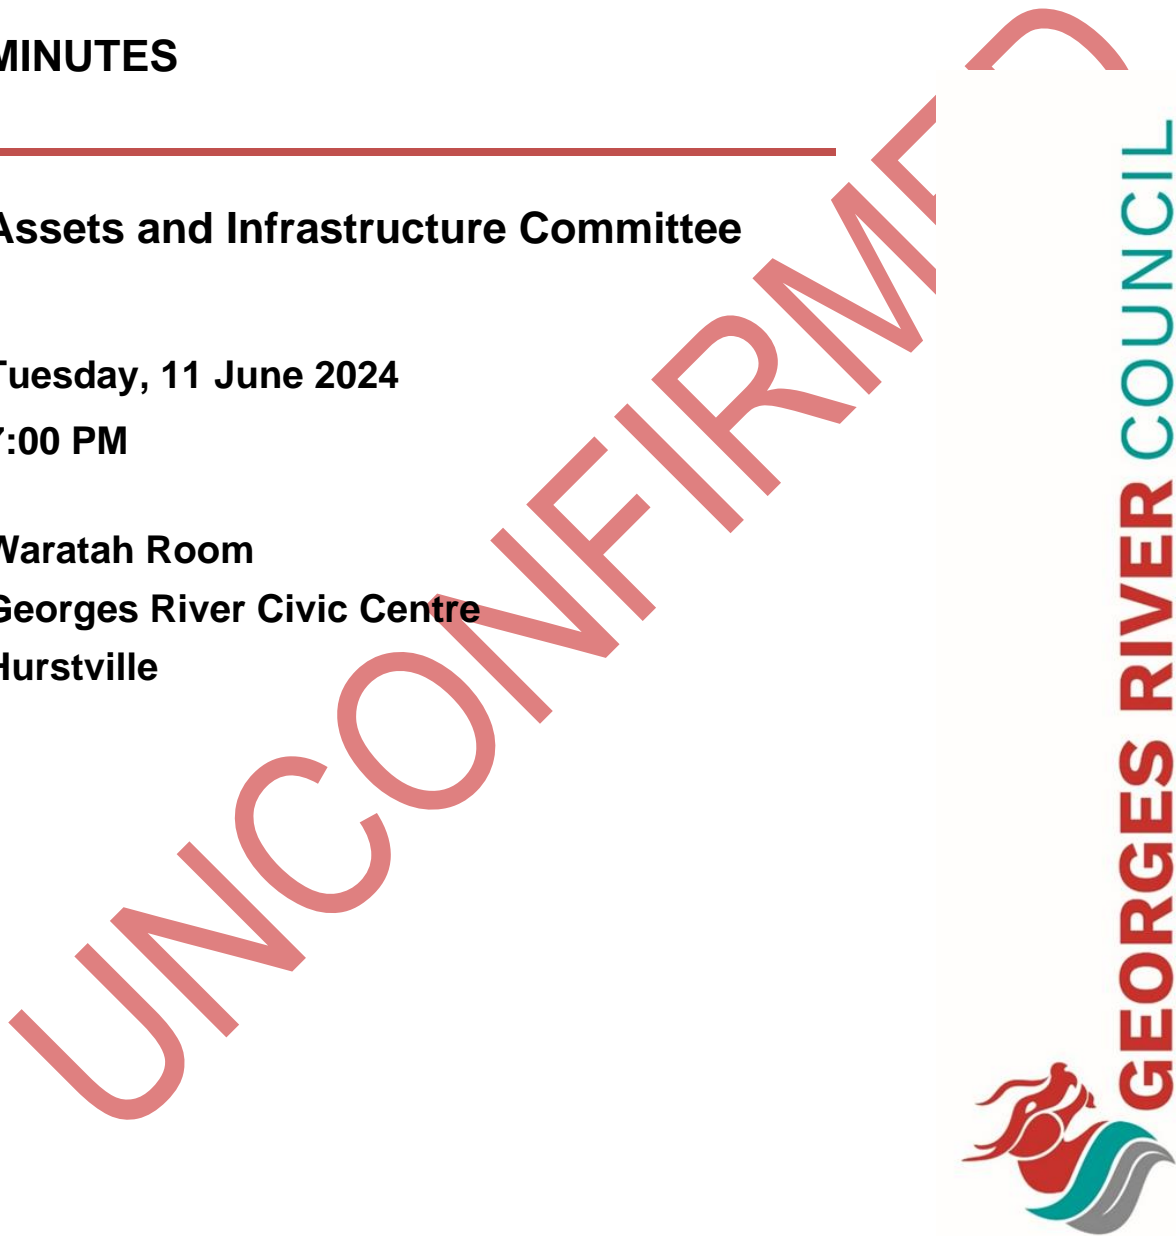 MINUTES
Assets and Infrastructure Committee
Tuesday, 11 June 2024
7:00 PM
Waratah Room
Georges River Civic Centre
Hurstville
UNCONFIRMED
GEORGES RIVER COUNCIL